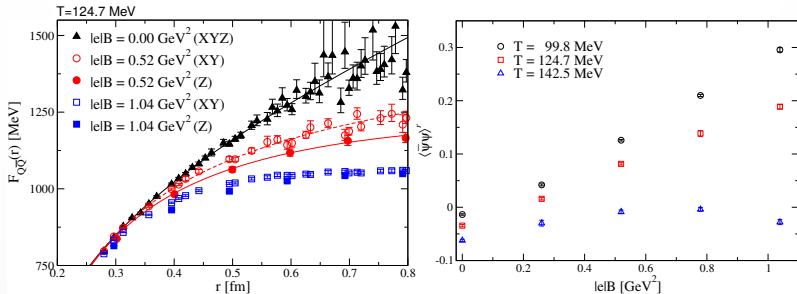 T=124.7 MeV
|e|B = 0.00 GeV² (XYZ)
|e|B = 0.52 GeV² (XY)
|e|B = 0.52 GeV² (Z)
|e|B = 1.04 GeV² (XY)
|e|B = 1.04 GeV² (Z)
F_QQ̅(r) [MeV]
1500
1250
1000
750
0.2 0.3 0.4 0.5 0.6 0.7 0.8
r [fm]
T = 99.8 MeV
T = 124.7 MeV
T = 142.5 MeV
⟨ψ̄ψ⟩^r
0.3
0.2
0.1
0
-0.1
0 0.2 0.4 0.6 0.8 1
|e|B [GeV²]